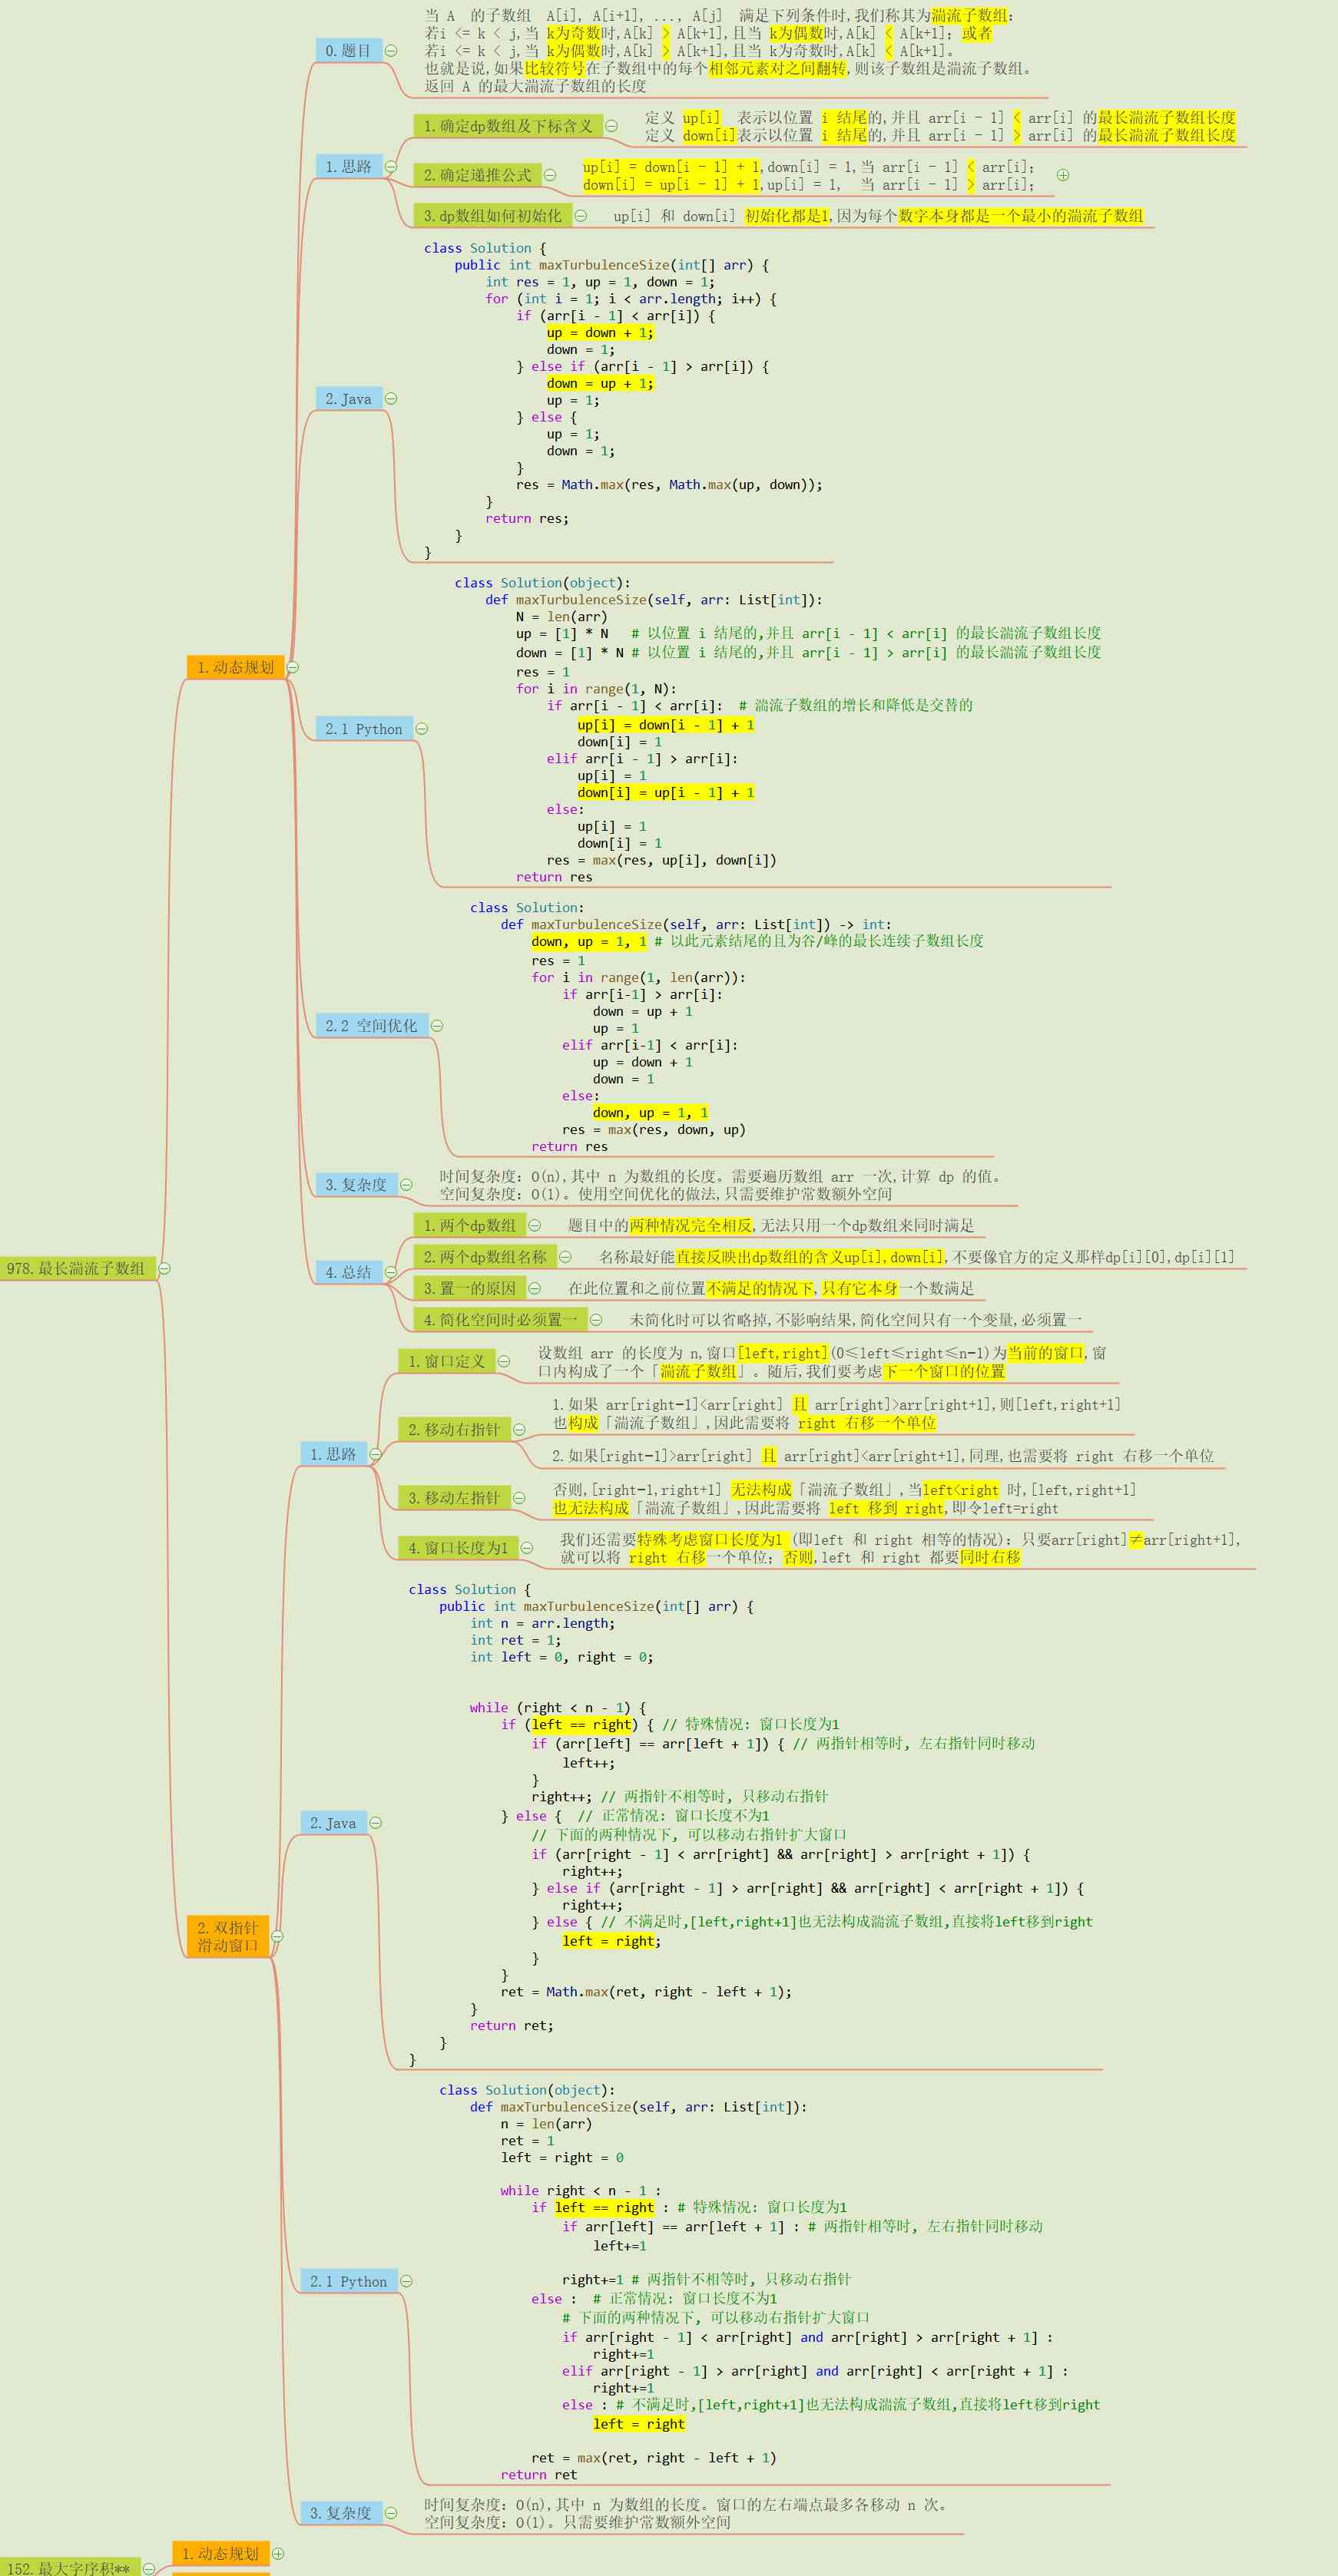 978.最长湍流子数组
1.动态规划
0.题目
当 A 的子数组 A[i], A[i+1], ..., A[j] 满足下列条件时,我们称其为湍流子数组:
若i <= k < j,当 k为奇数时,A[k] > A[k+1],且当 k为偶数时,A[k] < A[k+1]; 或者
若i <= k < j,当 k为偶数时,A[k] > A[k+1],且当 k为奇数时,A[k] < A[k+1]。
也就是说,如果比较符号在子数组中的每个相邻元素对之间翻转,则该子数组是湍流子数组。
返回 A 的最大湍流子数组的长度
1.思路
1.确定dp数组及下标含义
定义 up[i] 表示以位置 i 结尾的,并且 arr[i - 1] < arr[i] 的最长湍流子数组长度
定义 down[i]表示以位置 i 结尾的,并且 arr[i - 1] > arr[i] 的最长湍流子数组长度
2.确定递推公式
up[i] = down[i - 1] + 1,down[i] = 1,当 arr[i - 1] < arr[i];
down[i] = up[i - 1] + 1,up[i] = 1, 当 arr[i - 1] > arr[i];
3.dp数组如何初始化
up[i] 和 down[i] 初始化都是1,因为每个数字本身都是一个最小的湍流子数组
2.Java
class Solution {
    public int maxTurbulenceSize(int[] arr) {
        int res = 1, up = 1, down = 1;
        for (int i = 1; i < arr.length; i++) {
            if (arr[i - 1] < arr[i]) {
                up = down + 1;
                down = 1;
            } else if (arr[i - 1] > arr[i]) {
                down = up + 1;
                up = 1;
            } else {
                up = 1;
                down = 1;
            }
            res = Math.max(res, Math.max(up, down));
        }
        return res;
    }
}
2.1 Python
class Solution(object):
    def maxTurbulenceSize(self, arr: List[int]):
        N = len(arr)
        up = [1] * N   # 以位置 i 结尾的,并且 arr[i - 1] < arr[i] 的最长湍流子数组长度
        down = [1] * N # 以位置 i 结尾的,并且 arr[i - 1] > arr[i] 的最长湍流子数组长度
        res = 1
        for i in range(1, N):
            if arr[i - 1] < arr[i]:  # 湍流子数组的增长和降低是交替的
                up[i] = down[i - 1] + 1
                down[i] = 1
            elif arr[i - 1] > arr[i]:
                up[i] = 1
                down[i] = up[i - 1] + 1
            else:
                up[i] = 1
                down[i] = 1
            res = max(res, up[i], down[i])
        return res
2.2 空间优化
class Solution:
    def maxTurbulenceSize(self, arr: List[int]) -> int:
        down, up = 1, 1 # 以此元素结尾的且为谷/峰的最长连续子数组长度
        res = 1
        for i in range(1, len(arr)):
            if arr[i-1] > arr[i]:
                down = up + 1
                up = 1
            elif arr[i-1] < arr[i]:
                up = down + 1
                down = 1
            else:
                down, up = 1, 1
            res = max(res, down, up)
        return res
3.复杂度
时间复杂度: O(n),其中 n 为数组的长度。需要遍历数组 arr 一次,计算 dp 的值。
空间复杂度: O(1)。使用空间优化的做法,只需要维护常数额外空间
4.总结
1.两个dp数组
题目中的两种情况完全相反,无法只用一个dp数组来同时满足
2.两个dp数组名称
名称最好能直接反映出dp数组的含义up[i],down[i],不要像官方的定义那样dp[i][0],dp[i][1]
3.置一的原因
在此位置和之前位置不满足的情况下,只有它本身一个数满足
4.简化空间时必须置一
未简化时可以省略掉,不影响结果,简化空间只有一个变量,必须置一
2.双指针
滑动窗口
1.思路
1.窗口定义
设数组 arr 的长度为 n,窗口[left,right](0≤left≤right≤n−1)为当前的窗口,窗
口内构成了一个「湍流子数组」。随后,我们要考虑下一个窗口的位置
2.移动右指针
1.如果 arr[right−1]<arr[right] 且 arr[right]>arr[right+1],则[left,right+1]
也构成「湍流子数组」,因此需要将 right 右移一个单位
2.如果[right−1]>arr[right] 且 arr[right]<arr[right+1],同理,也需要将 right 右移一个单位
3.移动左指针
否则,[right−1,right+1] 无法构成「湍流子数组」,当left<right 时,[left,right+1]
也无法构成「湍流子数组」,因此需要将 left 移到 right,即令left=right
4.窗口长度为1
我们还需要特殊考虑窗口长度为1 (即left 和 right 相等的情况): 只要arr[right]≠arr[right+1],
就可以将 right 右移一个单位; 否则,left 和 right 都要同时右移
2.Java
class Solution {
    public int maxTurbulenceSize(int[] arr) {
        int n = arr.length;
        int ret = 1;
        int left = 0, right = 0;
        while (right < n - 1) {
            if (left == right) { // 特殊情况: 窗口长度为1
                if (arr[left] == arr[left + 1]) { // 两指针相等时, 左右指针同时移动
                    left++;
                }
                right++; // 两指针不相等时, 只移动右指针
            } else {  // 正常情况: 窗口长度不为1
                // 下面的两种情况下, 可以移动右指针扩大窗口
                if (arr[right - 1] < arr[right] && arr[right] > arr[right + 1]) {
                    right++;
                } else if (arr[right - 1] > arr[right] && arr[right] < arr[right + 1]) {
                    right++;
                } else { // 不满足时,[left,right+1]也无法构成湍流子数组,直接将left移到right
                    left = right;
                }
            }
            ret = Math.max(ret, right - left + 1);
        }
        return ret;
    }
}
2.1 Python
class Solution(object):
    def maxTurbulenceSize(self, arr: List[int]):
        n = len(arr)
        ret = 1
        left = right = 0
        while right < n - 1 :
            if left == right : # 特殊情况: 窗口长度为1
                if arr[left] == arr[left + 1] : # 两指针相等时, 左右指针同时移动
                    left+=1
                right+=1 # 两指针不相等时, 只移动右指针
            else :  # 正常情况: 窗口长度不为1
                # 下面的两种情况下, 可以移动右指针扩大窗口
                if arr[right - 1] < arr[right] and arr[right] > arr[right + 1] :
                    right+=1
                elif arr[right - 1] > arr[right] and arr[right] < arr[right + 1] :
                    right+=1
                else : # 不满足时,[left,right+1]也无法构成湍流子数组,直接将left移到right
                    left = right
            ret = max(ret, right - left + 1)
        return ret
3.复杂度
时间复杂度: O(n),其中 n 为数组的长度。窗口的左右端点最多各移动 n 次。
空间复杂度: O(1)。只需要维护常数额外空间
152.最大字序积**
1.动态规划